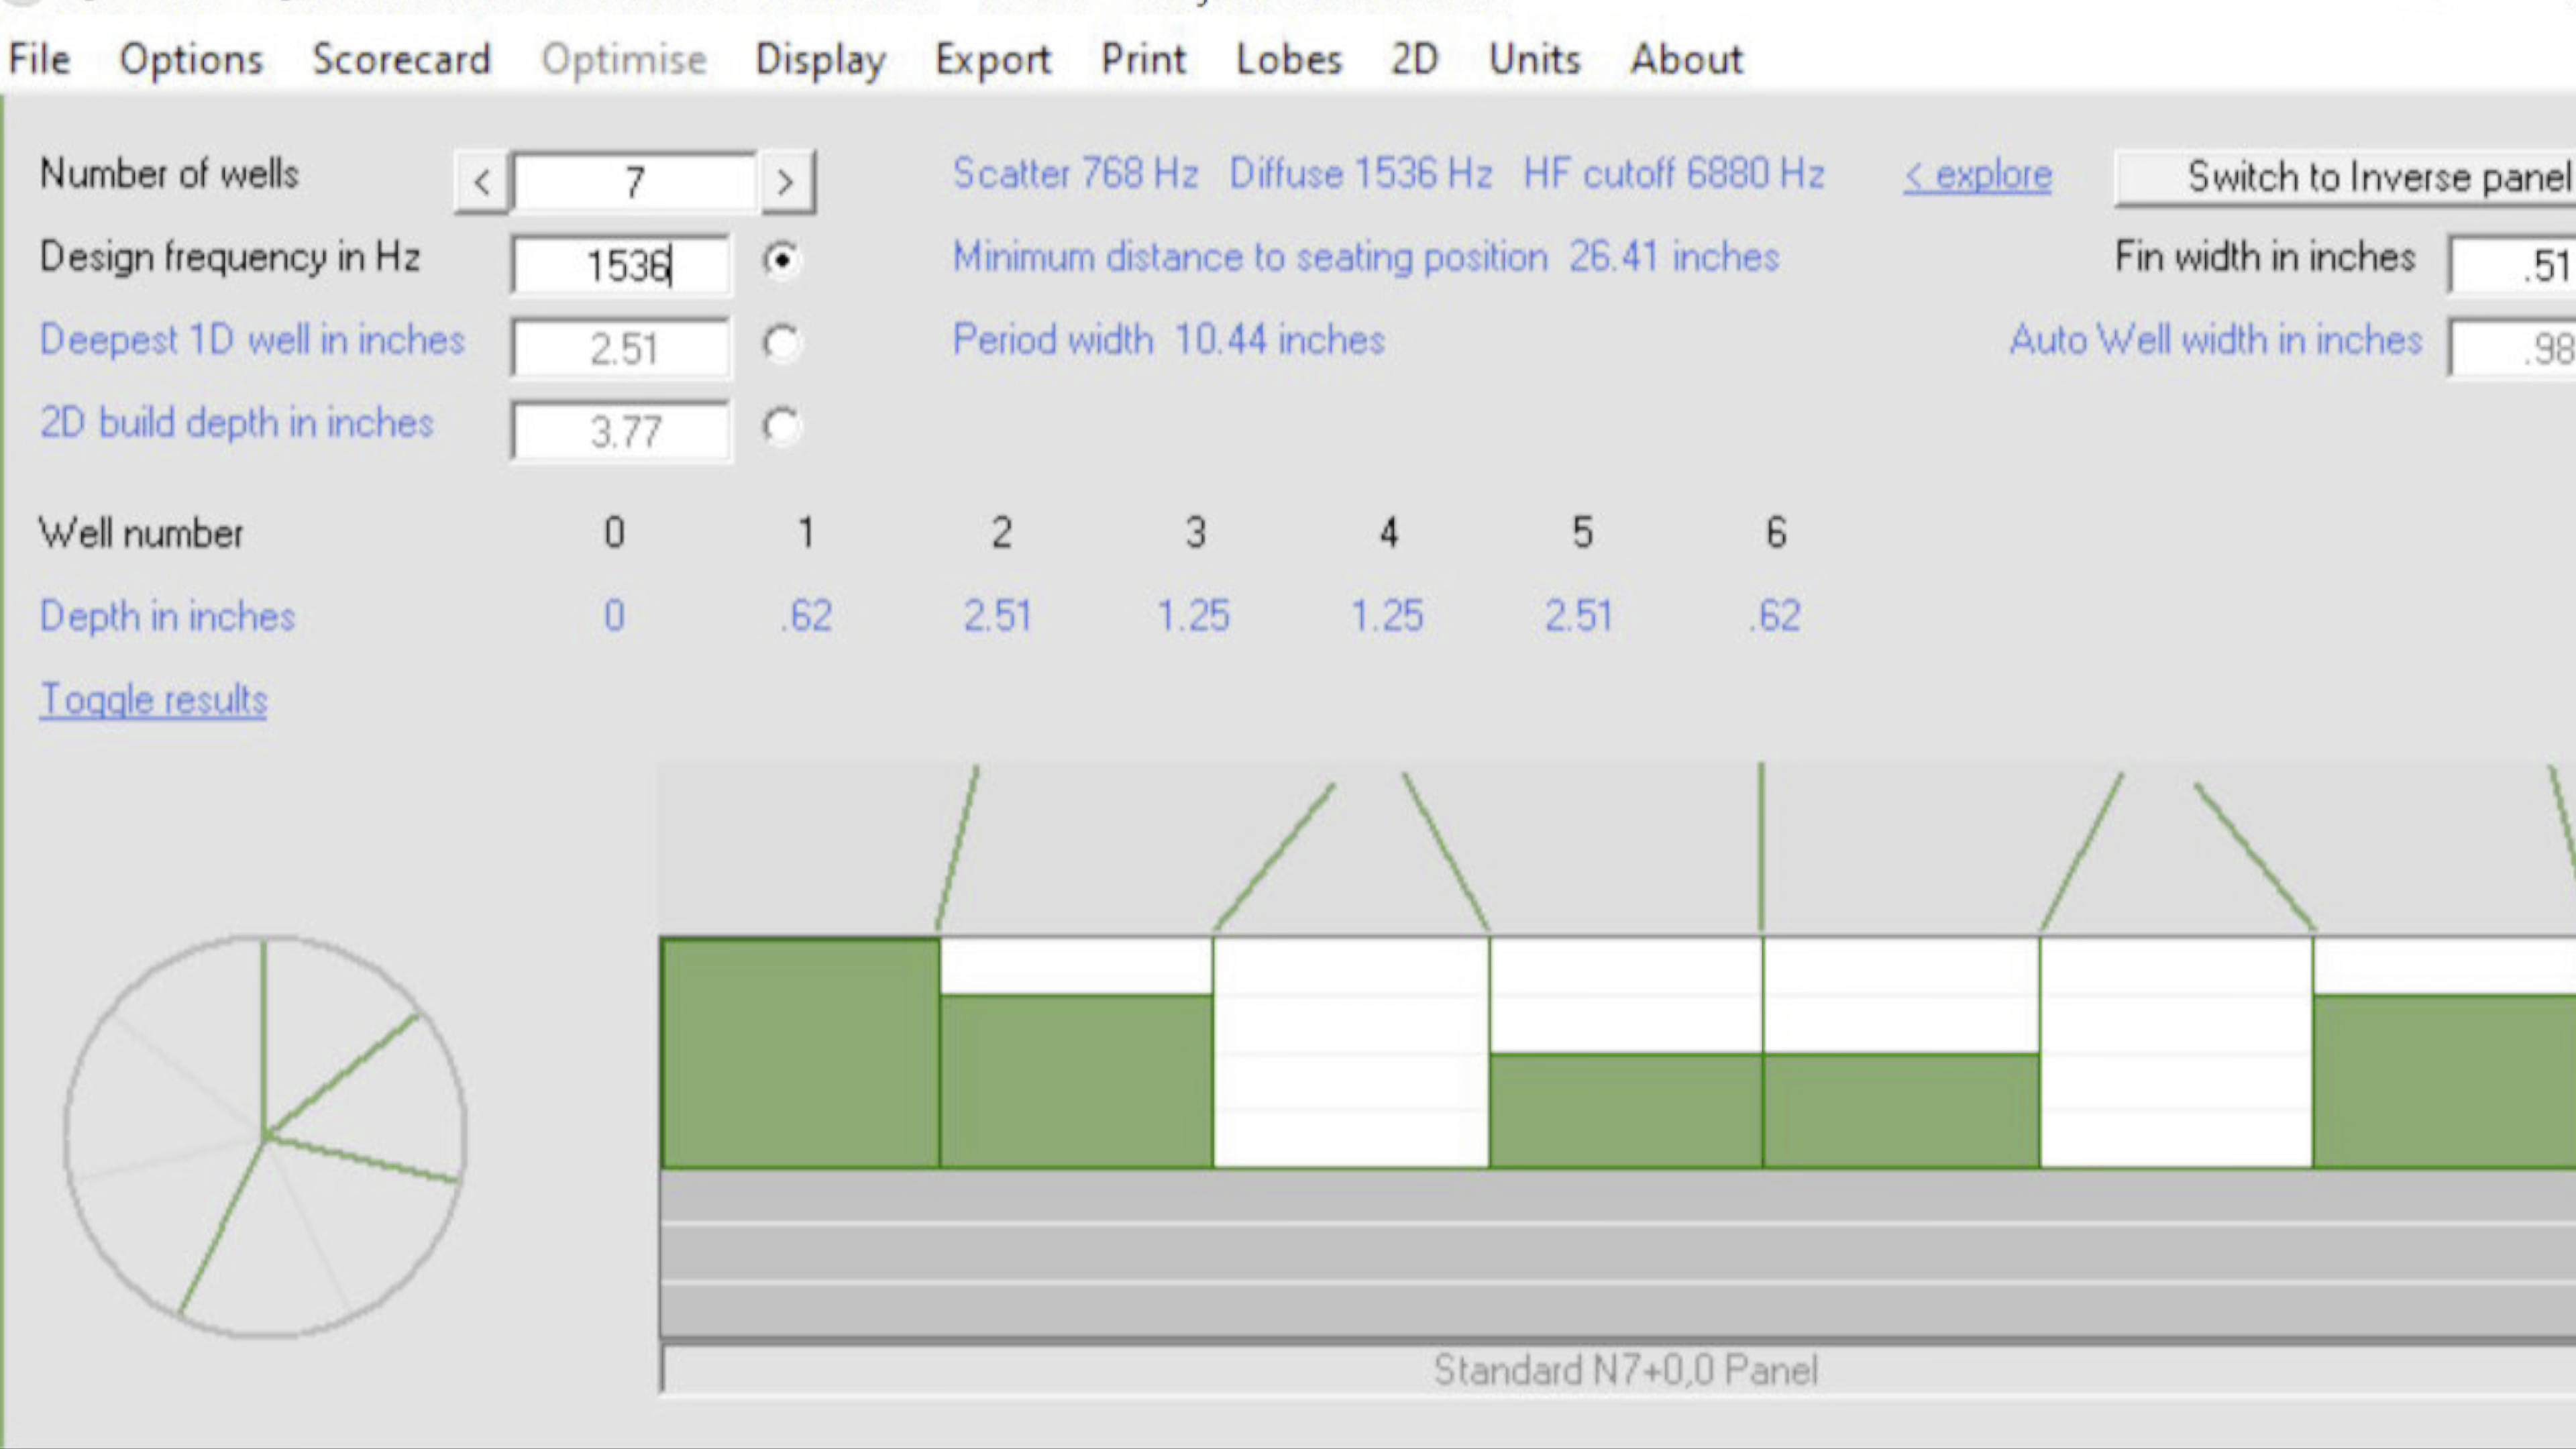 File Options Scorecard Optimise Display Export Print Lobes 2D Units About
Number of wells < 7 > Scatter 768 Hz Diffuse 1536 Hz HF cutoff 6880 Hz < explore Switch to Inverse panel
Design frequency in Hz 1536 Minimum distance to seating position 26.41 inches Fin width in inches .51
Deepest 1D well in inches 2.51 Period width 10.44 inches Auto Well width in inches .98
2D build depth in inches 3.77
Well number 0 1 2 3 4 5 6
Depth in inches 0 .62 2.51 1.25 1.25 2.51 .62
Toggle results
Standard N7+0,0 Panel